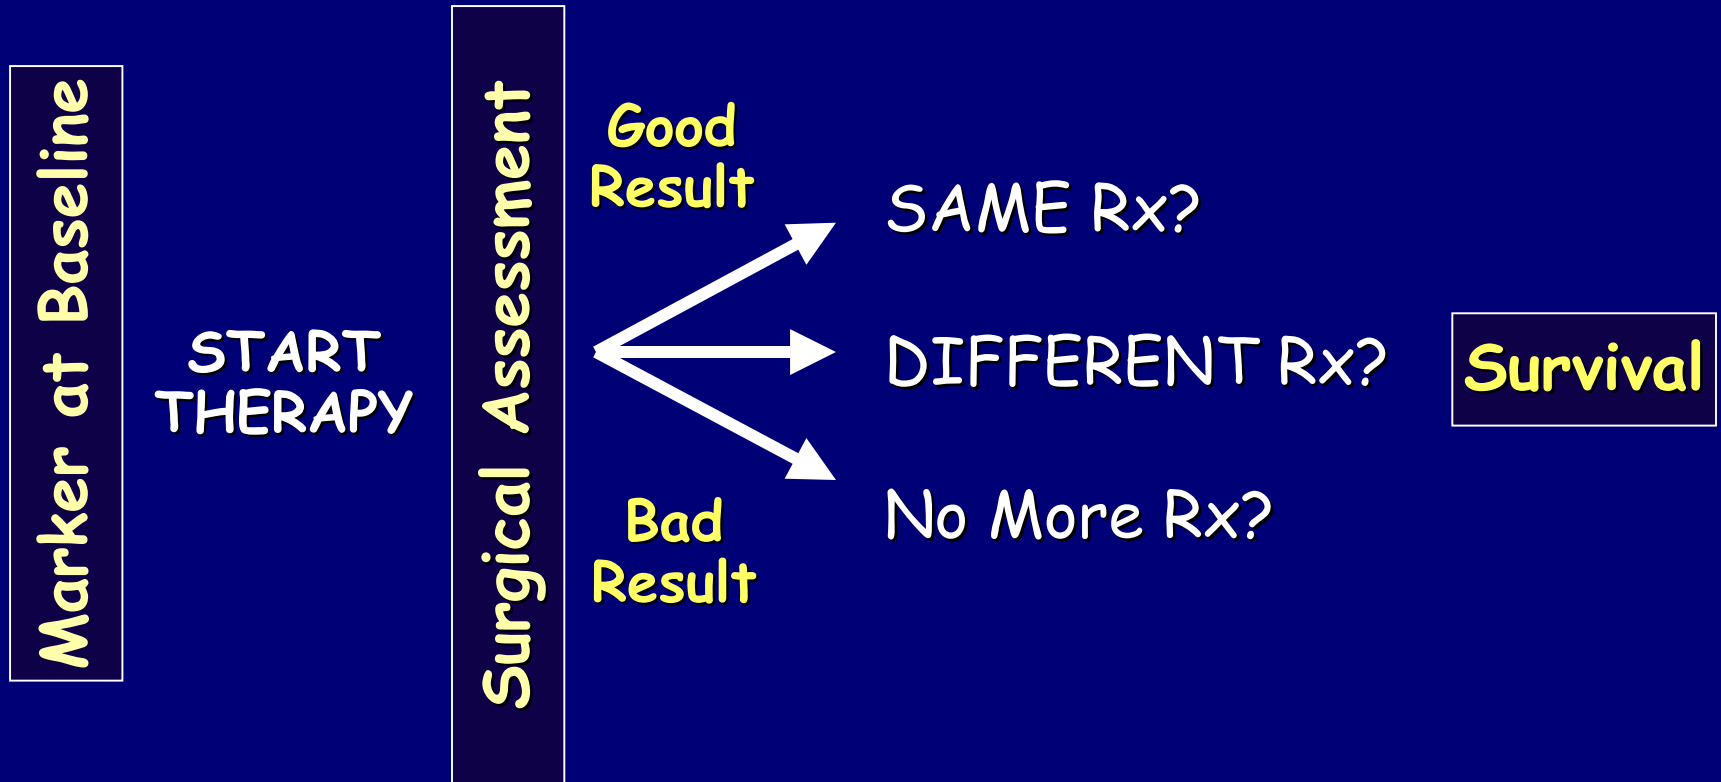 Marker at Baseline
START
THERAPY
Surgical Assessment
Good
Result
Bad
Result
SAME Rx?
DIFFERENT Rx?
No More Rx?
Survival